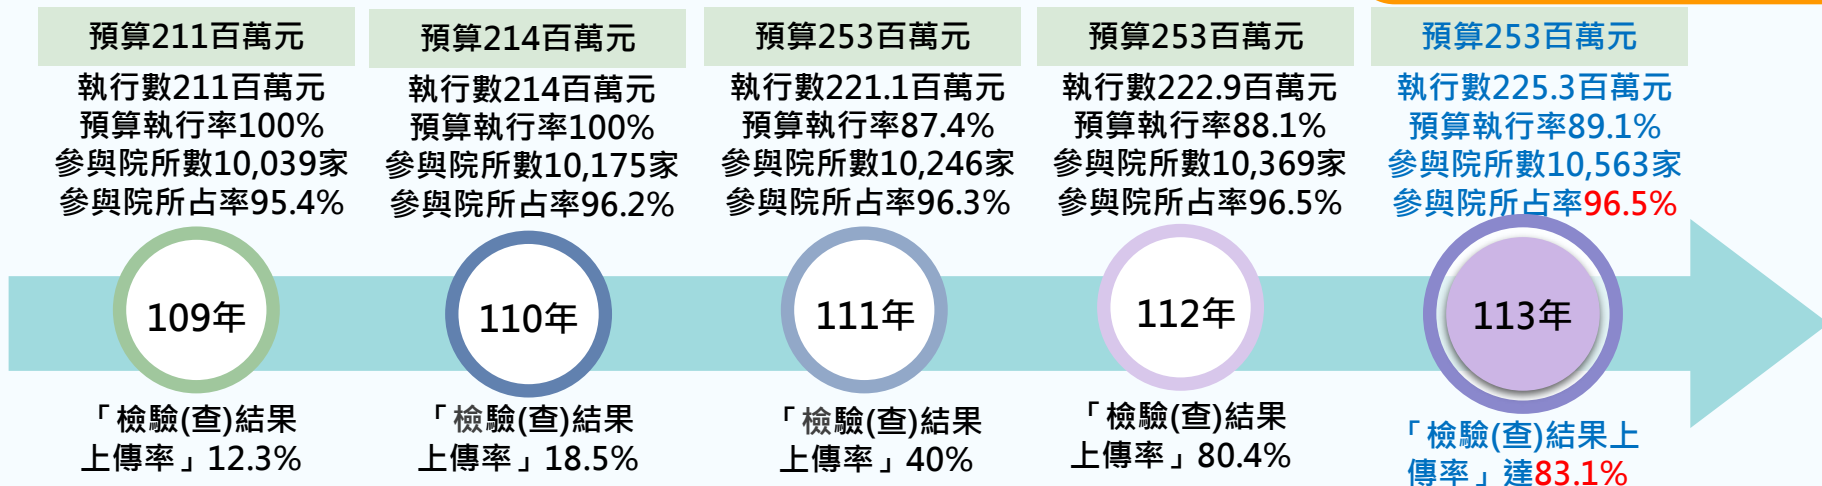 預算211百萬元
執行數211百萬元
預算執行率100%
參與院所數10,039家
參與院所占率95.4%
109年
「檢驗(查)結果
上傳率」12.3%
預算214百萬元
執行數214百萬元
預算執行率100%
參與院所數10,175家
參與院所占率96.2%
110年
「檢驗(查)結果
上傳率」18.5%
預算253百萬元
執行數221.1百萬元
預算執行率87.4%
參與院所數10,246家
參與院所占率96.3%
111年
「檢驗(查)結果
上傳率」40%
預算253百萬元
執行數222.9百萬元
預算執行率88.1%
參與院所數10,369家
參與院所占率96.5%
112年
「檢驗(查)結果
上傳率」80.4%
預算253百萬元
執行數225.3百萬元
預算執行率89.1%
參與院所數10,563家
參與院所占率96.5%
113年
「檢驗(查)結果上
傳率」達83.1%